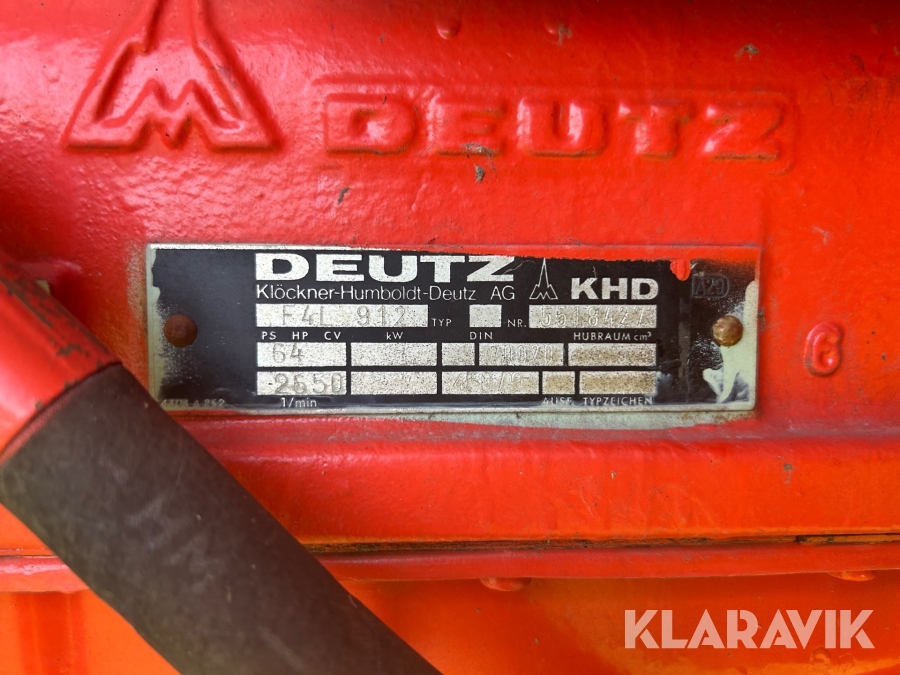 DEUTZ
DEUTZ KHD A29
Klöckner-Humboldt-Deutz AG
F4L 912 TYP NR. 5518427
PS HP CV kW DIN HUBRAUM cm³
64
2550
1/min AUSF. TYPZEICHEN
6
KLARAVIK